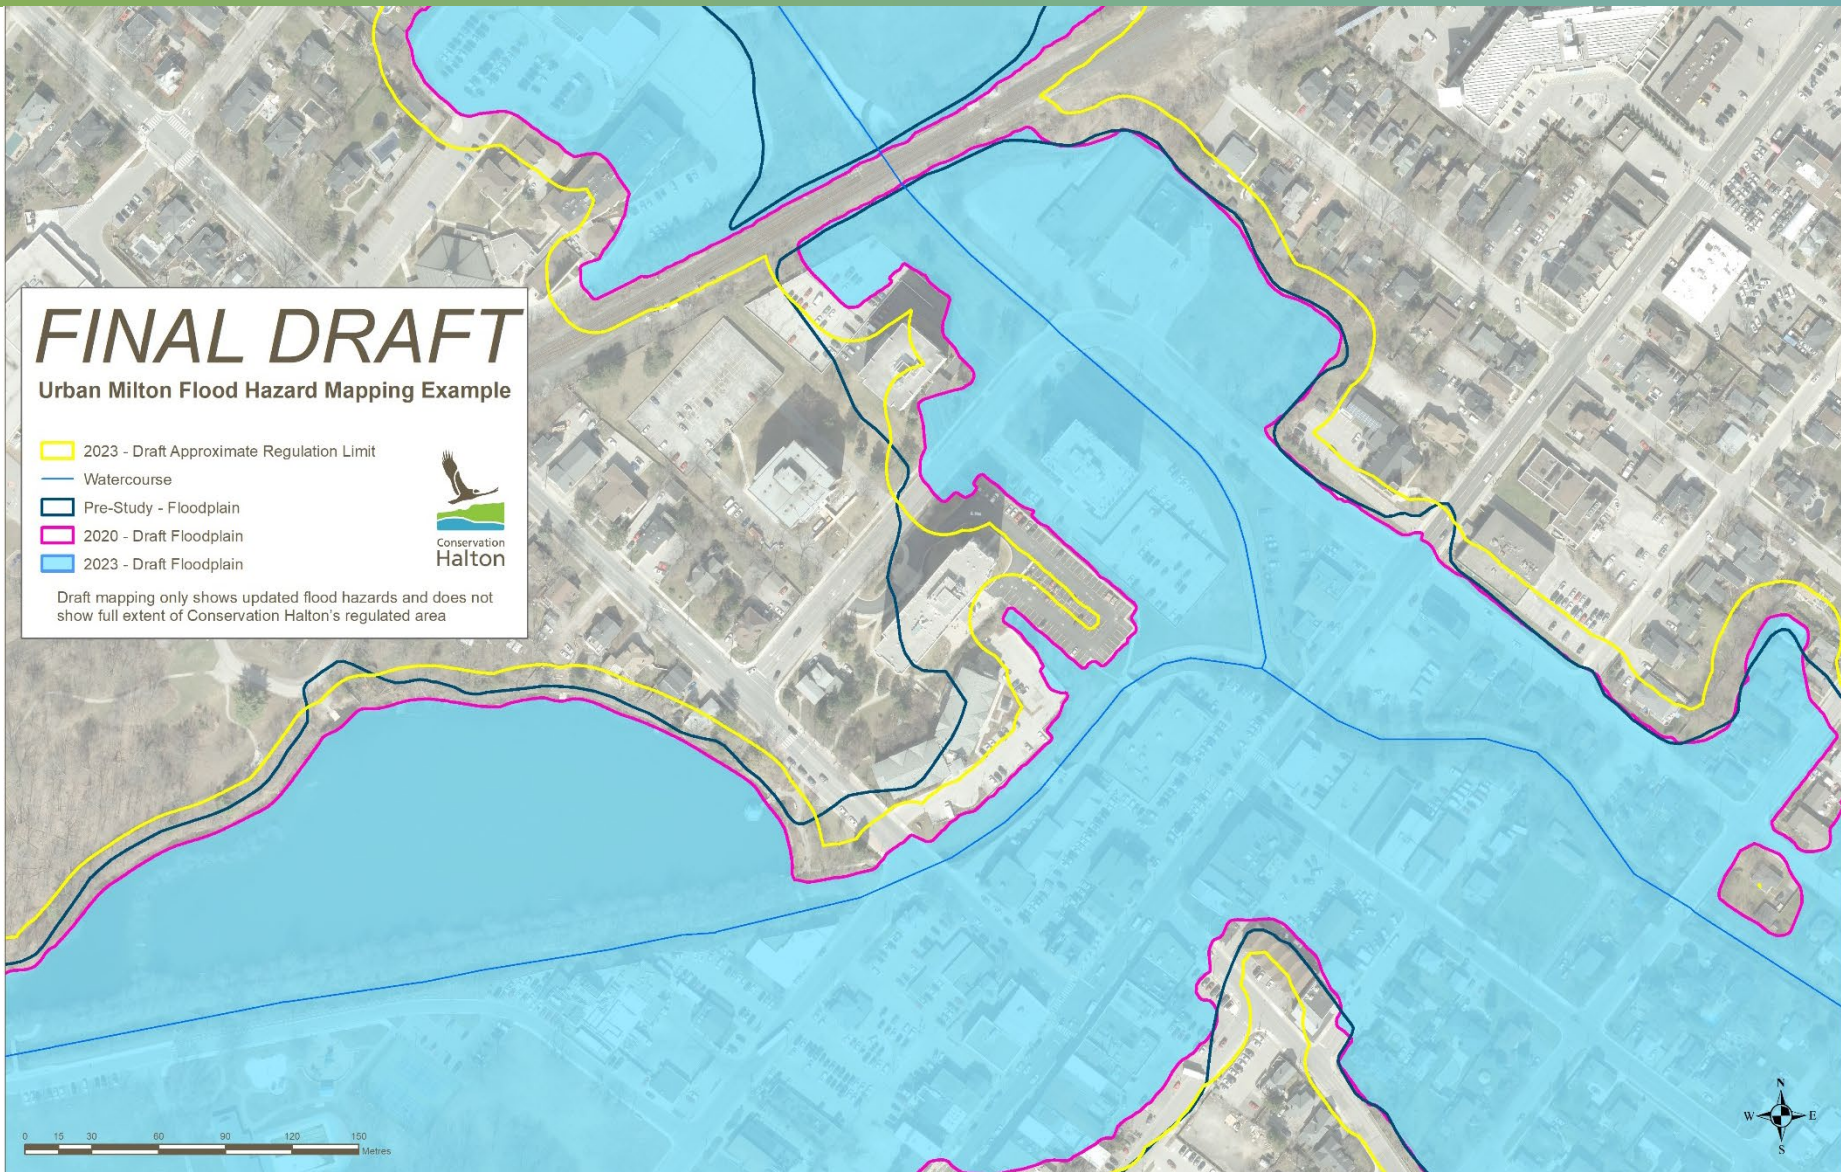 FINAL DRAFT
Urban Milton Flood Hazard Mapping Example
2023 - Draft Approximate Regulation Limit
Watercourse
Pre-Study - Floodplain
2020 - Draft Floodplain
2023 - Draft Floodplain
Conservation
Halton
Draft mapping only shows updated flood hazards and does not
show full extent of Conservation Halton's regulated area
0 15 30 60 90 120 150
Metres
N
W E
S